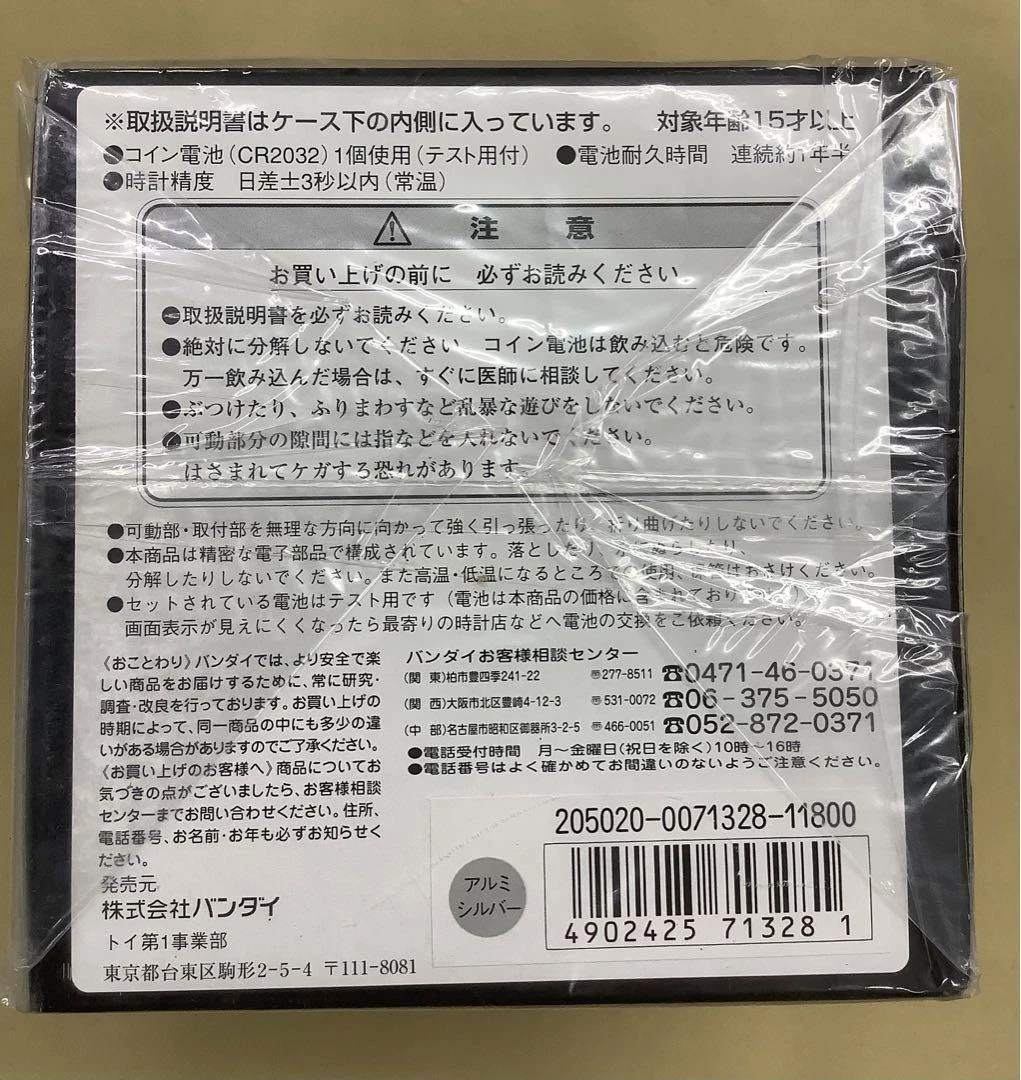 ※取扱説明書はケース下の内側に入っています。 対象年齢15才以上
●コイン電池(CR2032)1個使用(テスト用付) ●電池耐久時間 連続約1年半
●時計精度 日差±3秒以内(常温)
注 意
お買い上げの前に 必ずお読みください
●取扱説明書を必ずお読みください。
●絶対に分解しないでください。コイン電池は飲み込むと危険です。
万一飲み込んだ場合は、すぐに医師に相談してください。
●ぶつけたり、ふりまわすなど乱暴な遊びをしないでください。
●可動部分の隙間には指などを入れないでください。
はさまれてケガする恐れがあります。
●可動部・取付部を無理な方向に向かって強く引っ張ったり、折り曲げたりしないでください。
●本商品は精密な電子部品で構成されています。落としたり、水にぬらしたり、
分解したりしないでください。また高温・低温になるところでの使用、保管はおさけください。
●セットされている電池はテスト用です(電池は本商品の価格に含まれており
画面表示が見えにくくなったら最寄りの時計店などへ電池の交換をご依頼ください。
《おことわり》バンダイでは、より安全で楽
しい商品をお届けするために、常に研究・
調査・改良を行っております。お買い上げの
時期によって、同一商品の中にも多少の違
いがある場合がありますのでご了承ください。
《お買い上げのお客様へ》商品についてお
気づきの点がございましたら、お客様相談
センターまでお問い合わせください。住所、
電話番号、お名前・お年も必ずお知らせく
ださい。
発売元
株式会社バンダイ
トイ第1事業部
東京都台東区駒形2-5-4 〒111-8081
バンダイお客様相談センター
(関 東)柏市豊四季241-22 〒277-8511 ☎0471-46-0371
(関 西)大阪市北区豊崎4-12-3 〒531-0072 ☎06-375-5050
(中 部)名古屋市昭和区御器所3-2-5 〒466-0051 ☎052-872-0371
●電話受付時間 月～金曜日(祝日を除く)10時～16時
●電話番号はよく確かめてお間違いのないようご注意ください。
205020-0071328-11800
アルミ
シルバー
4902425 713281